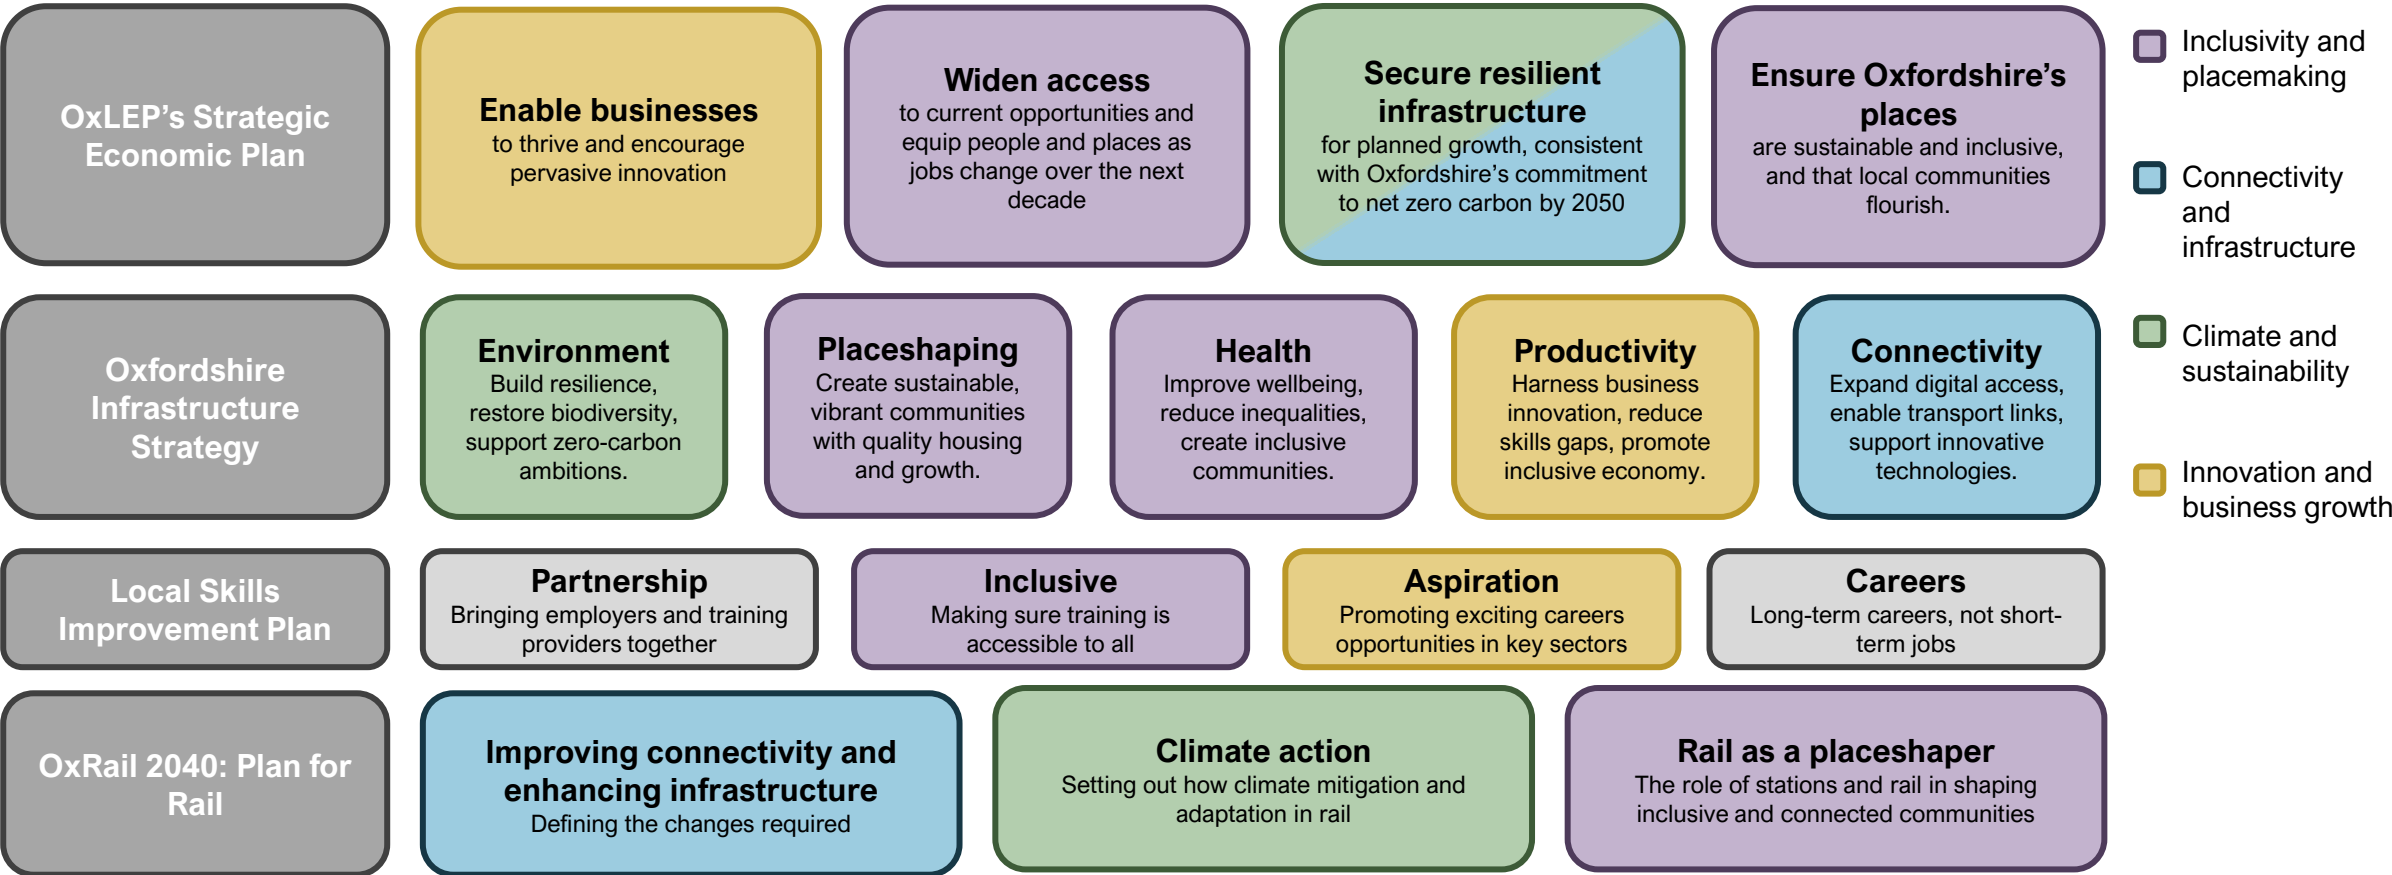 OxLEP’s Strategic
Economic Plan
Enable businesses
to thrive and encourage
pervasive innovation
Widen access
to current opportunities and
equip people and places as
jobs change over the next
decade
Secure resilient
infrastructure
for planned growth, consistent
with Oxfordshire’s commitment
to net zero carbon by 2050
Ensure Oxfordshire’s
places
are sustainable and inclusive,
and that local communities
flourish.
Oxfordshire
Infrastructure
Strategy
Environment
Build resilience,
restore biodiversity,
support zero-carbon
ambitions.
Placeshaping
Create sustainable,
vibrant communities
with quality housing
and growth.
Health
Improve wellbeing,
reduce inequalities,
create inclusive
communities.
Productivity
Harness business
innovation, reduce
skills gaps, promote
inclusive economy.
Connectivity
Expand digital access,
enable transport links,
support innovative
technologies.
Local Skills
Improvement Plan
Partnership
Bringing employers and training
providers together
Inclusive
Making sure training is
accessible to all
Aspiration
Promoting exciting careers
opportunities in key sectors
Careers
Long-term careers, not short-
term jobs
OxRail 2040: Plan for
Rail
Improving connectivity and
enhancing infrastructure
Defining the changes required
Climate action
Setting out how climate mitigation and
adaptation in rail
Rail as a placeshaper
The role of stations and rail in shaping
inclusive and connected communities
Inclusivity and
placemaking
Connectivity
and
infrastructure
Climate and
sustainability
Innovation and
business growth